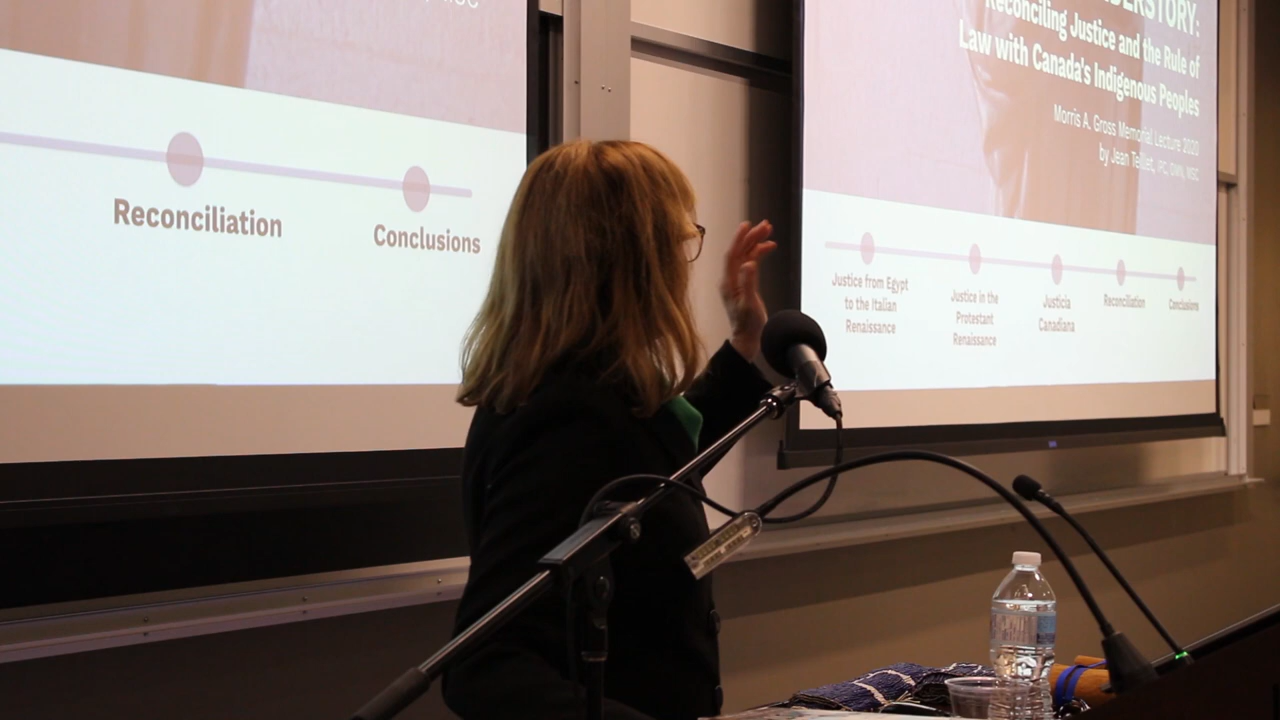 Reconciliation
Conclusions
Reconciling Justice and the Rule of
Law with Canada's Indigenous Peoples
Morris A. Gross Memorial Lecture 2020
by Jean Teillet, IPC, OMN, MSC
Justice from Egypt
to the Italian
Renaissance
Justice in the
Protestant
Renaissance
Justicia
Canadiana
Reconciliation
Conclusions